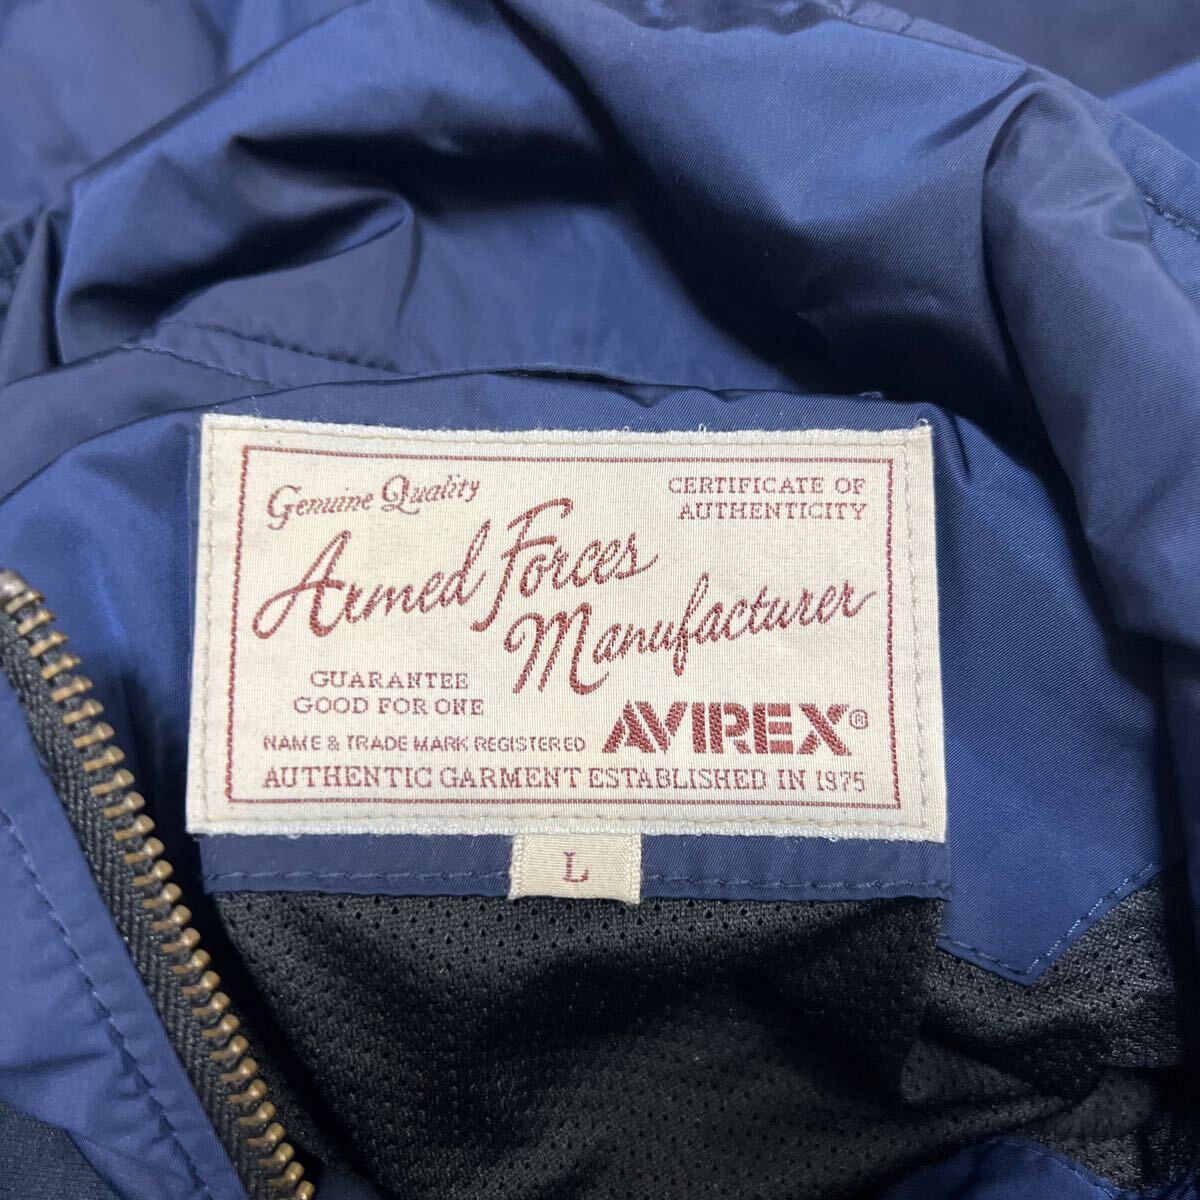 Genuine Quality
CERTIFICATE OF
AUTHENTICITY
Armed Forces
Manufacturer
GUARANTEE
GOOD FOR ONE
NAME & TRADE MARK REGISTERED
AVIREX®
AUTHENTIC GARMENT ESTABLISHED IN 1975
L